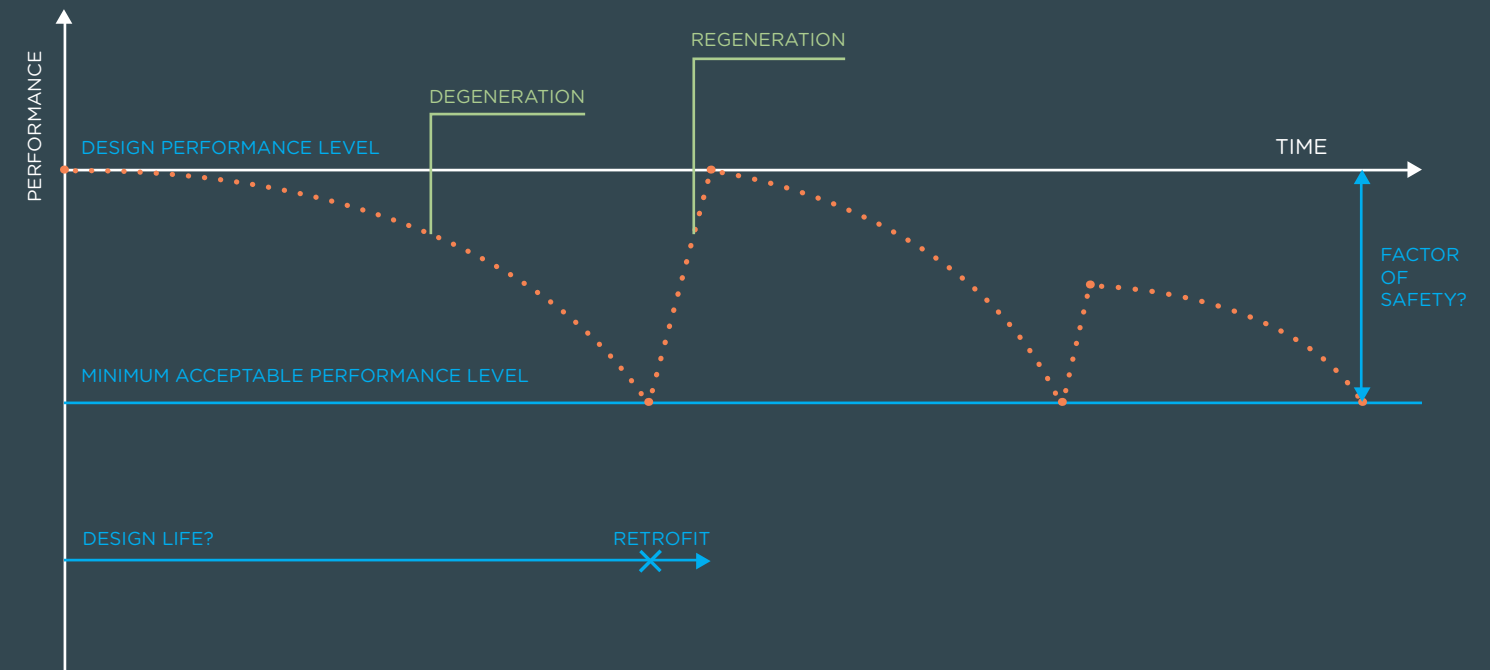 REGENERATION
PERFORMANCE
DEGENERATION
DESIGN PERFORMANCE LEVEL
TIME
FACTOR
OF
SAFETY?
MINIMUM ACCEPTABLE PERFORMANCE LEVEL
DESIGN LIFE?
RETROFIT